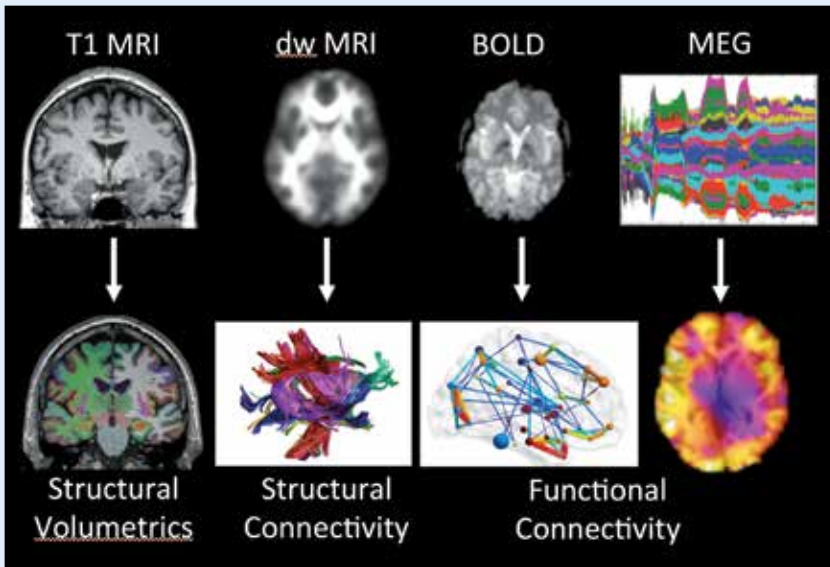 T1 MRI
dw MRI
BOLD
MEG
Structural
Volumetrics
Structural
Connectivity
Functional
Connectivity